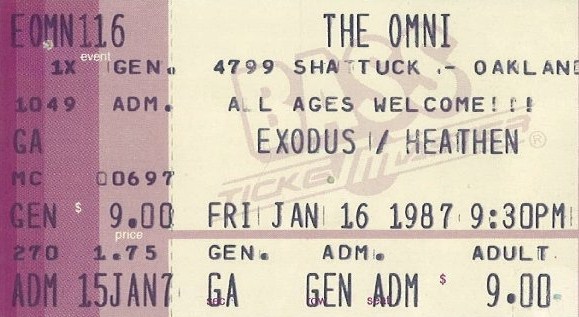 EOMN116 THE OMNI
event
1X GEN. 4799 SHATTUCK - OAKLAND
1049 ADM. ALL AGES WELCOME!!!
BASS
GA EXODUS / HEATHEN
TICKETMASTER®
MC 00697
GEN $ 9.00 FRI JAN 16 1987 9:30PM
price
270 1.75 GEN. ADM. ADULT
ADM 15JAN7 GA GEN ADM $ 9.00
sect row seat